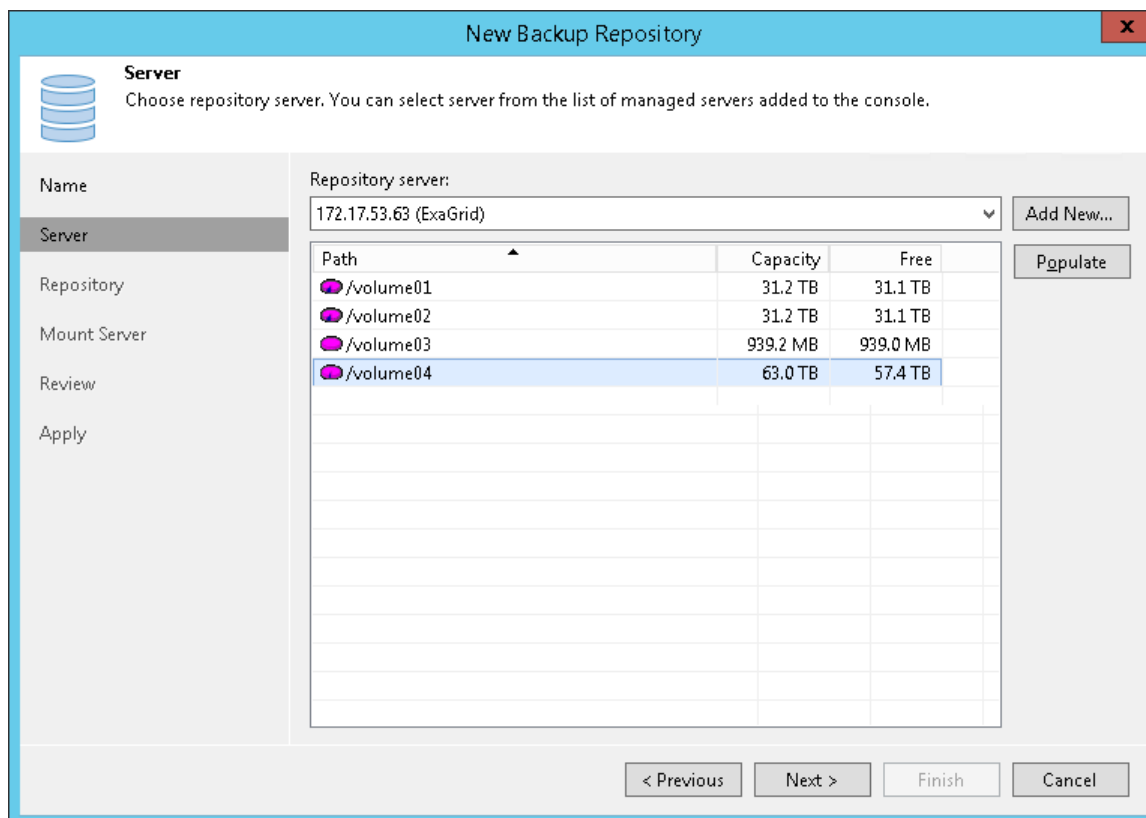 New Backup Repository
x
Server
Choose repository server. You can select server from the list of managed servers added to the console.
Name
Server
Repository
Mount Server
Review
Apply
Repository server:
172.17.53.63 (ExaGrid)
Add New...
Populate
Path Capacity Free
/volume01 31.2 TB 31.1 TB
/volume02 31.2 TB 31.1 TB
/volume03 939.2 MB 939.0 MB
/volume04 63.0 TB 57.4 TB
< Previous Next > Finish Cancel